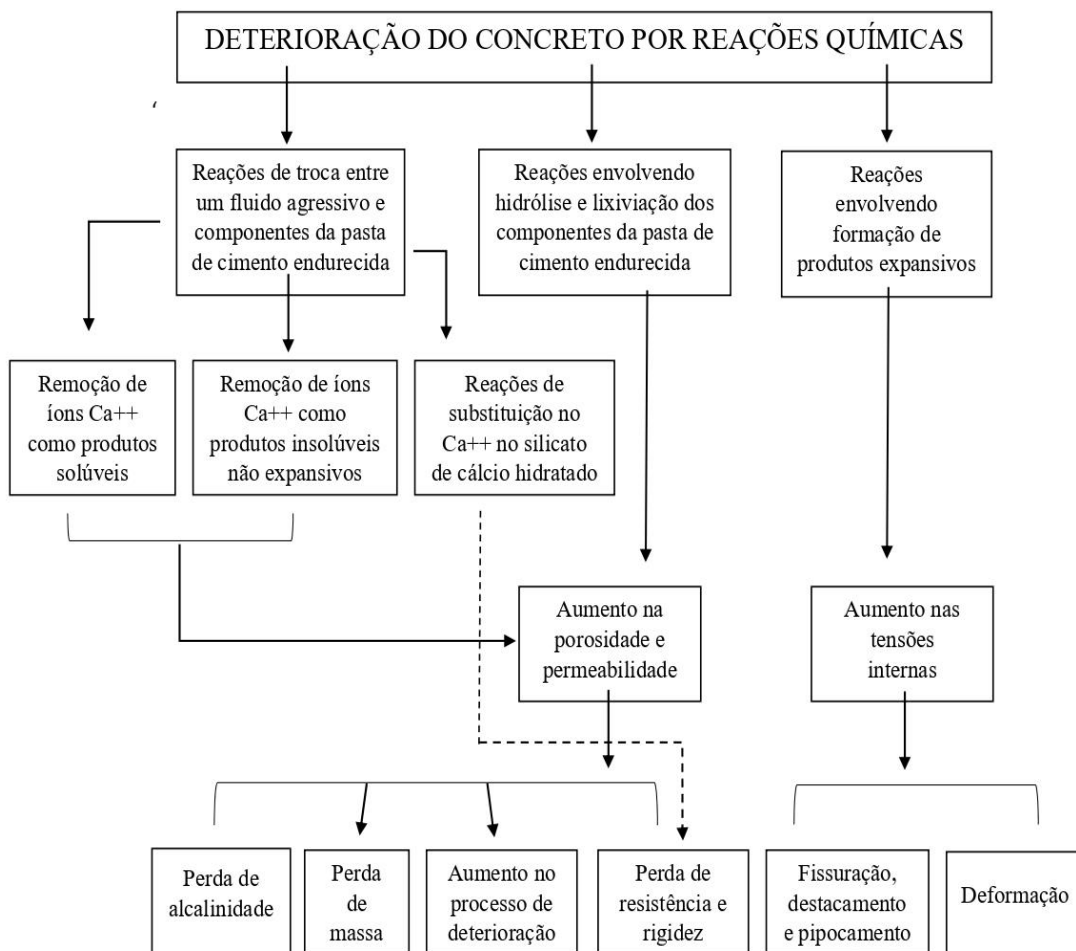 DETERIORAÇÃO DO CONCRETO POR REAÇÕES QUÍMICAS
‘
Reações de troca entre
um fluido agressivo e
componentes da pasta
de cimento endurecida
Reações envolvendo
hidrólise e lixiviação dos
componentes da pasta de
cimento endurecida
Reações
envolvendo
formação de
produtos expansivos
Remoção de
íons Ca++
como produtos
solúveis
Remoção de íons
Ca++ como
produtos insolúveis
não expansivos
Reações de
substituição no
Ca++ no silicato
de cálcio hidratado
Aumento na
porosidade e
permeabilidade
Aumento nas
tensões
internas
Perda de
alcalinidade
Perda
de
massa
Aumento no
processo de
deterioração
Perda de
resistência e
rigidez
Fissuração,
destacamento
e pipocamento
Deformação